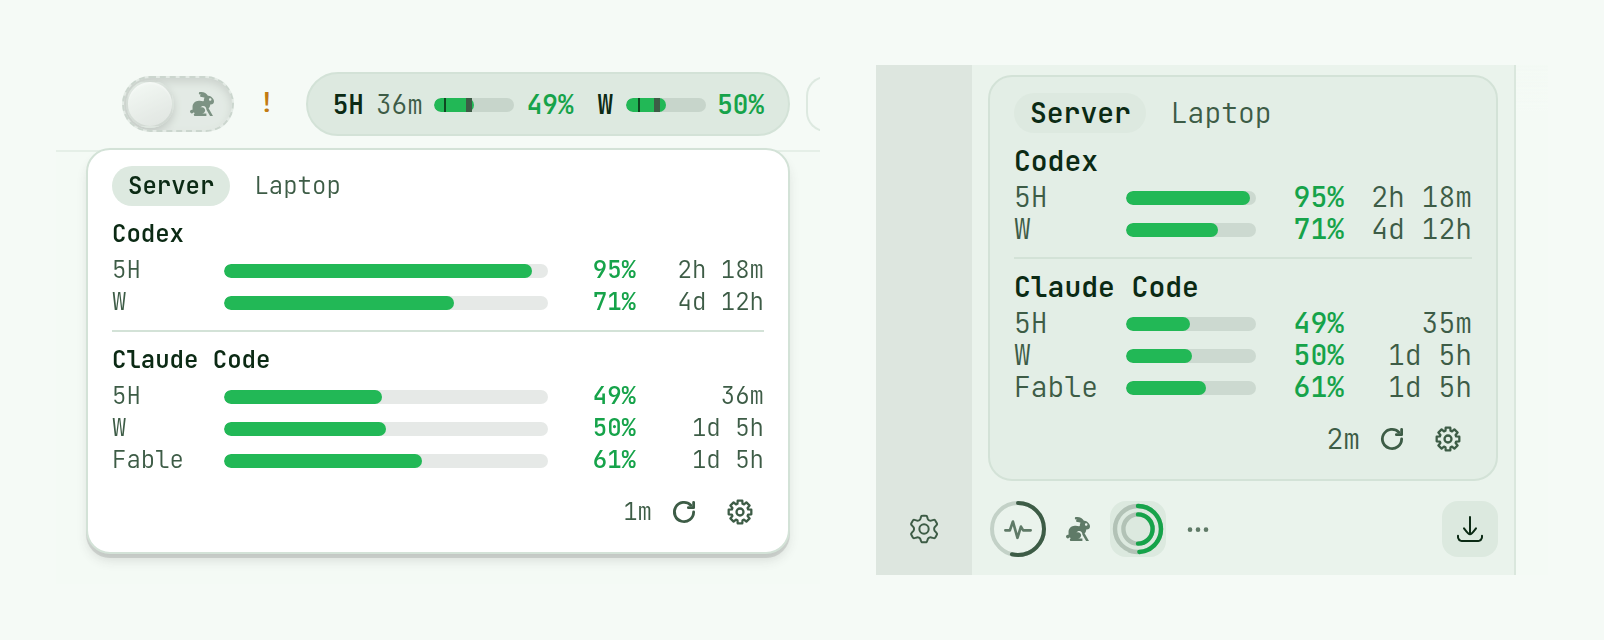 ! 5H 36m 49% W 50%
Server Laptop
Codex
5H 95% 2h 18m
W 71% 4d 12h
Claude Code
5H 49% 36m
W 50% 1d 5h
Fable 61% 1d 5h
1m
Server Laptop
Codex
5H 95% 2h 18m
W 71% 4d 12h
Claude Code
5H 49% 35m
W 50% 1d 5h
Fable 61% 1d 5h
2m